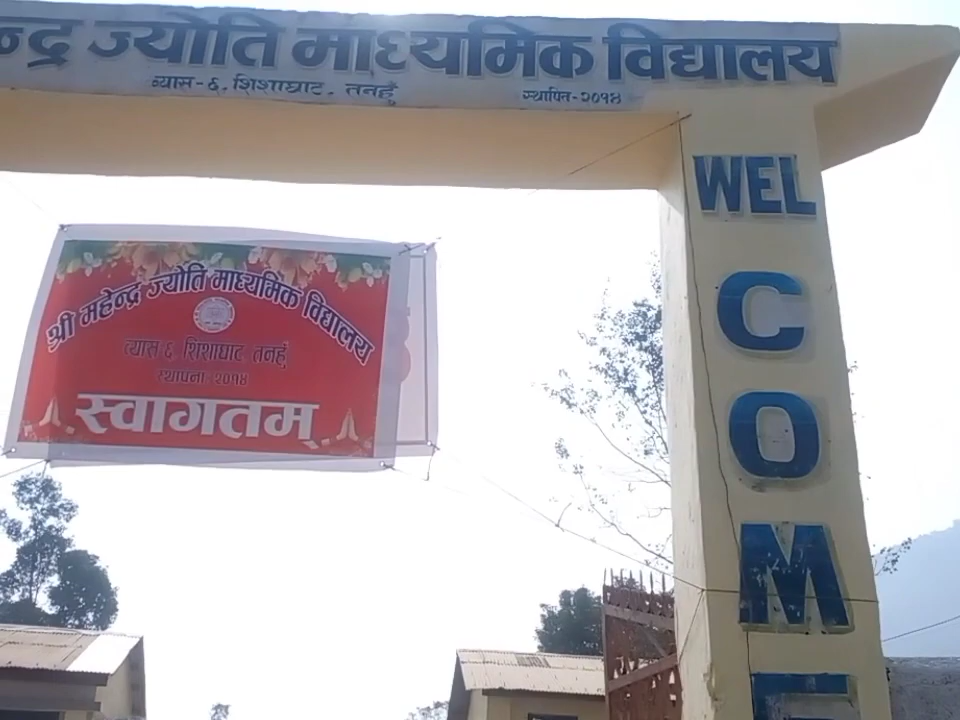 न्द्र ज्योति माध्यमिक विद्यालय
ब्यास-६, शिशाघाट, तनहुँ स्थापित-२०१४
WEL
C
O
M
E
श्री महेन्द्र ज्योति माध्यमिक विद्यालय
ब्यास ६ शिशाघाट तनहुँ
स्थापना २०१४
स्वागतम्